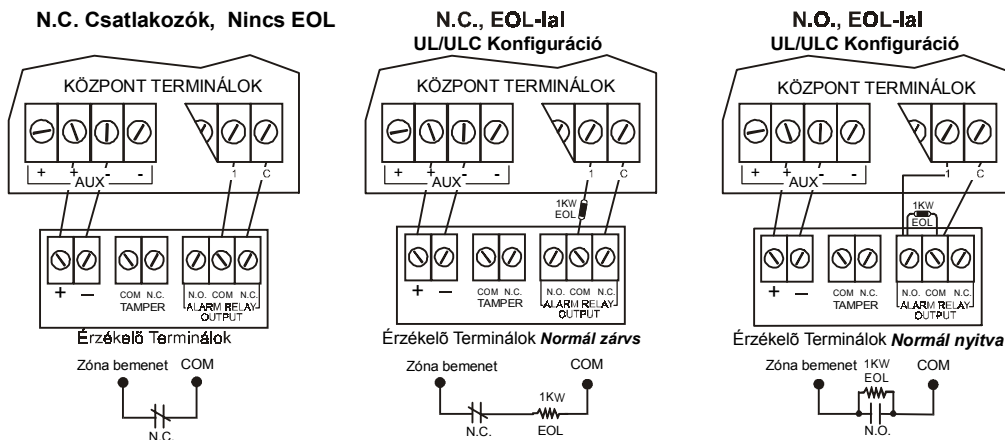 N.C. Csatlakozók, Nincs EOL
KÖZPONT TERMINÁLOK
+ + - -
AUX
1 C
+ –
COM N.C.
TAMPER
N.O. COM N.C.
ALARM RELAY
OUTPUT
Érzékelõ Terminálok
Zóna bemenet COM
N.C.
N.C., EOL-lal
UL/ULC Konfiguráció
KÖZPONT TERMINÁLOK
+ + - -
AUX
1 C
1KW
EOL
+ –
COM N.C.
TAMPER
N.O. COM N.C.
ALARM RELAY
OUTPUT
Érzékelõ Terminálok Normál zárvs
Zóna bemenet COM
1KW
N.C. EOL
N.O., EOL-lal
UL/ULC Konfiguráció
KÖZPONT TERMINÁLOK
+ + - -
AUX
1 C
1KW
EOL
+ –
COM N.C.
TAMPER
N.O. COM N.C.
ALARM RELAY
OUTPUT
Érzékelõ Terminálok Normál nyitva
Zóna bemenet 1KW COM
EOL
N.O.